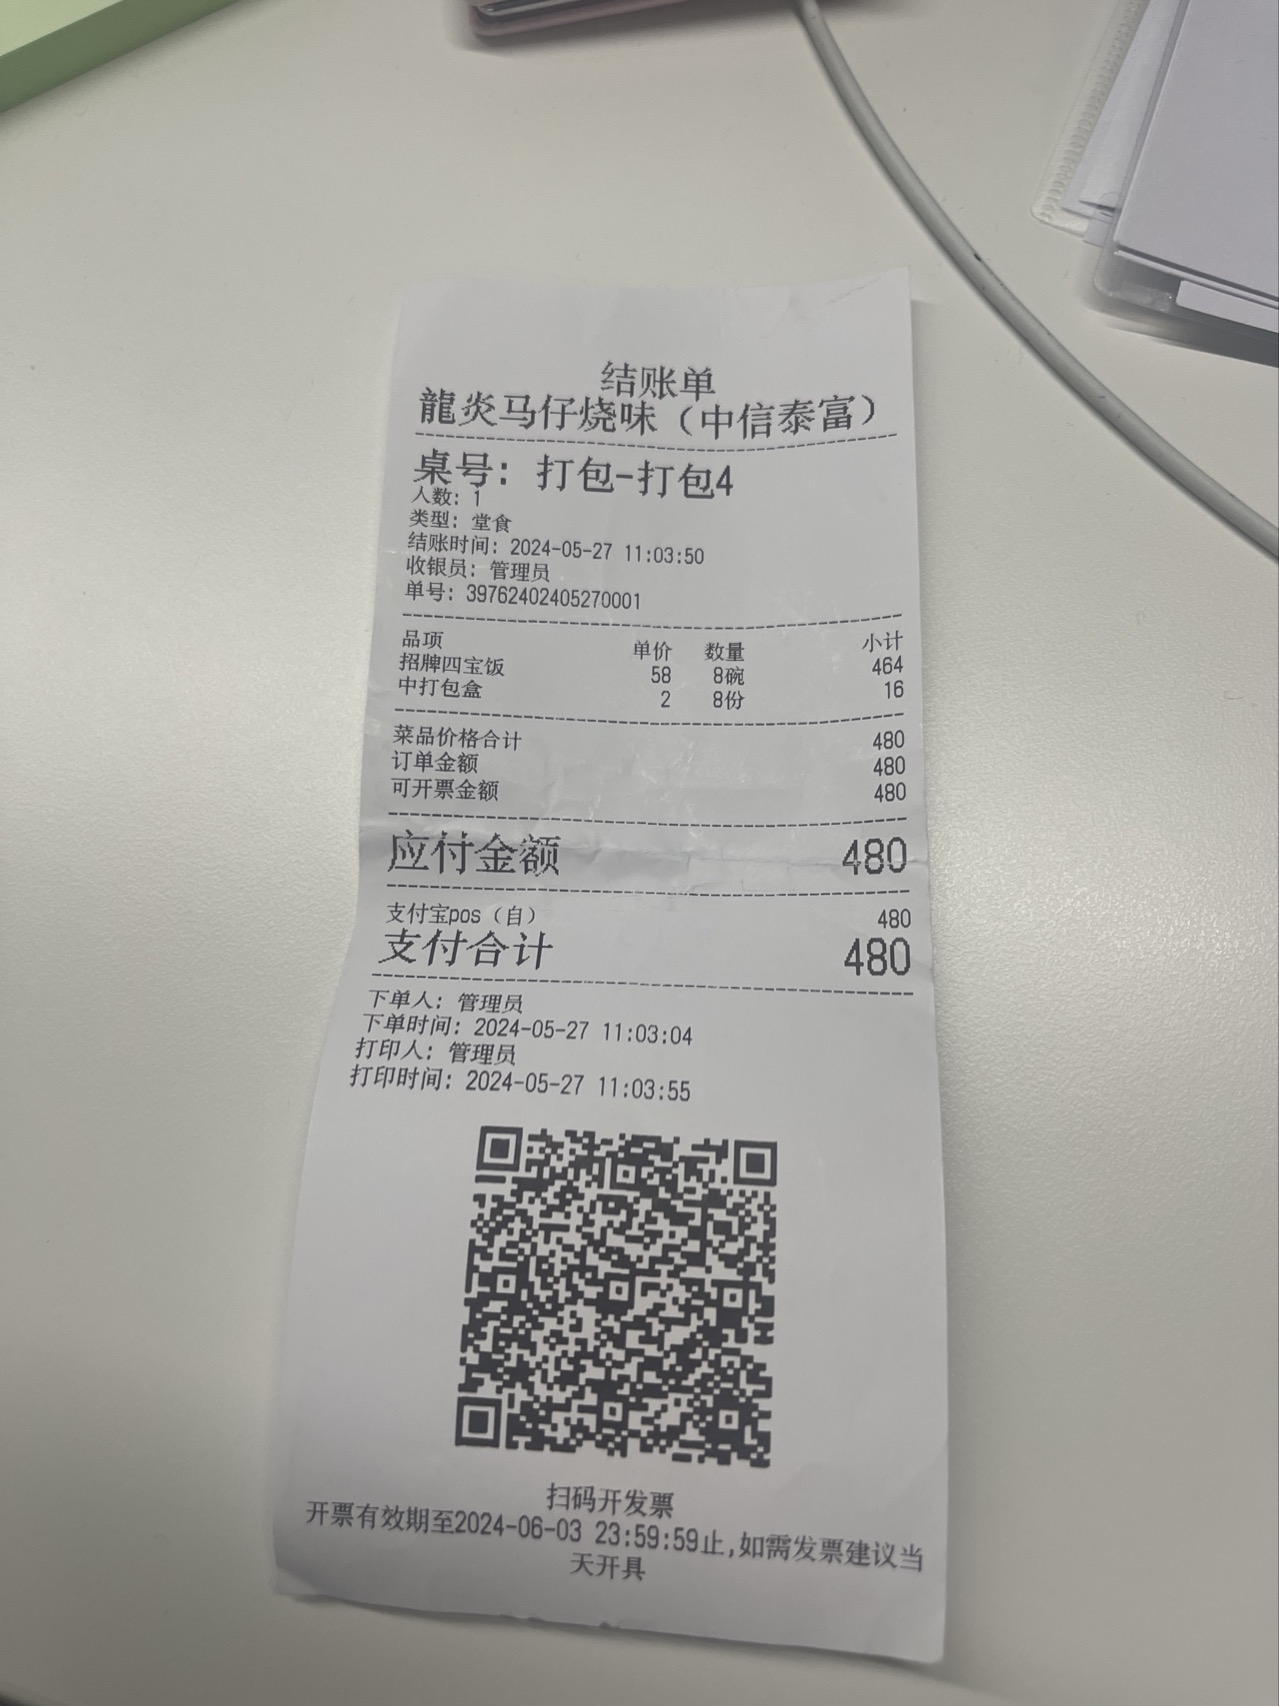 结账单
龍炎马仔烧味（中信泰富）
桌号：打包-打包4
人数：1
类型：堂食
结账时间：2024-05-27 11:03:50
收银员：管理员
单号：39762402405270001
品项 单价 数量 小计
招牌四宝饭 58 8碗 464
中打包盒 2 8份 16
菜品价格合计 480
订单金额 480
可开票金额 480
应付金额 480
支付宝pos（自） 480
支付合计 480
下单人：管理员
下单时间：2024-05-27 11:03:04
打印人：管理员
打印时间：2024-05-27 11:03:55
扫码开发票
开票有效期至2024-06-03 23:59:59止,如需发票建议当
天开具